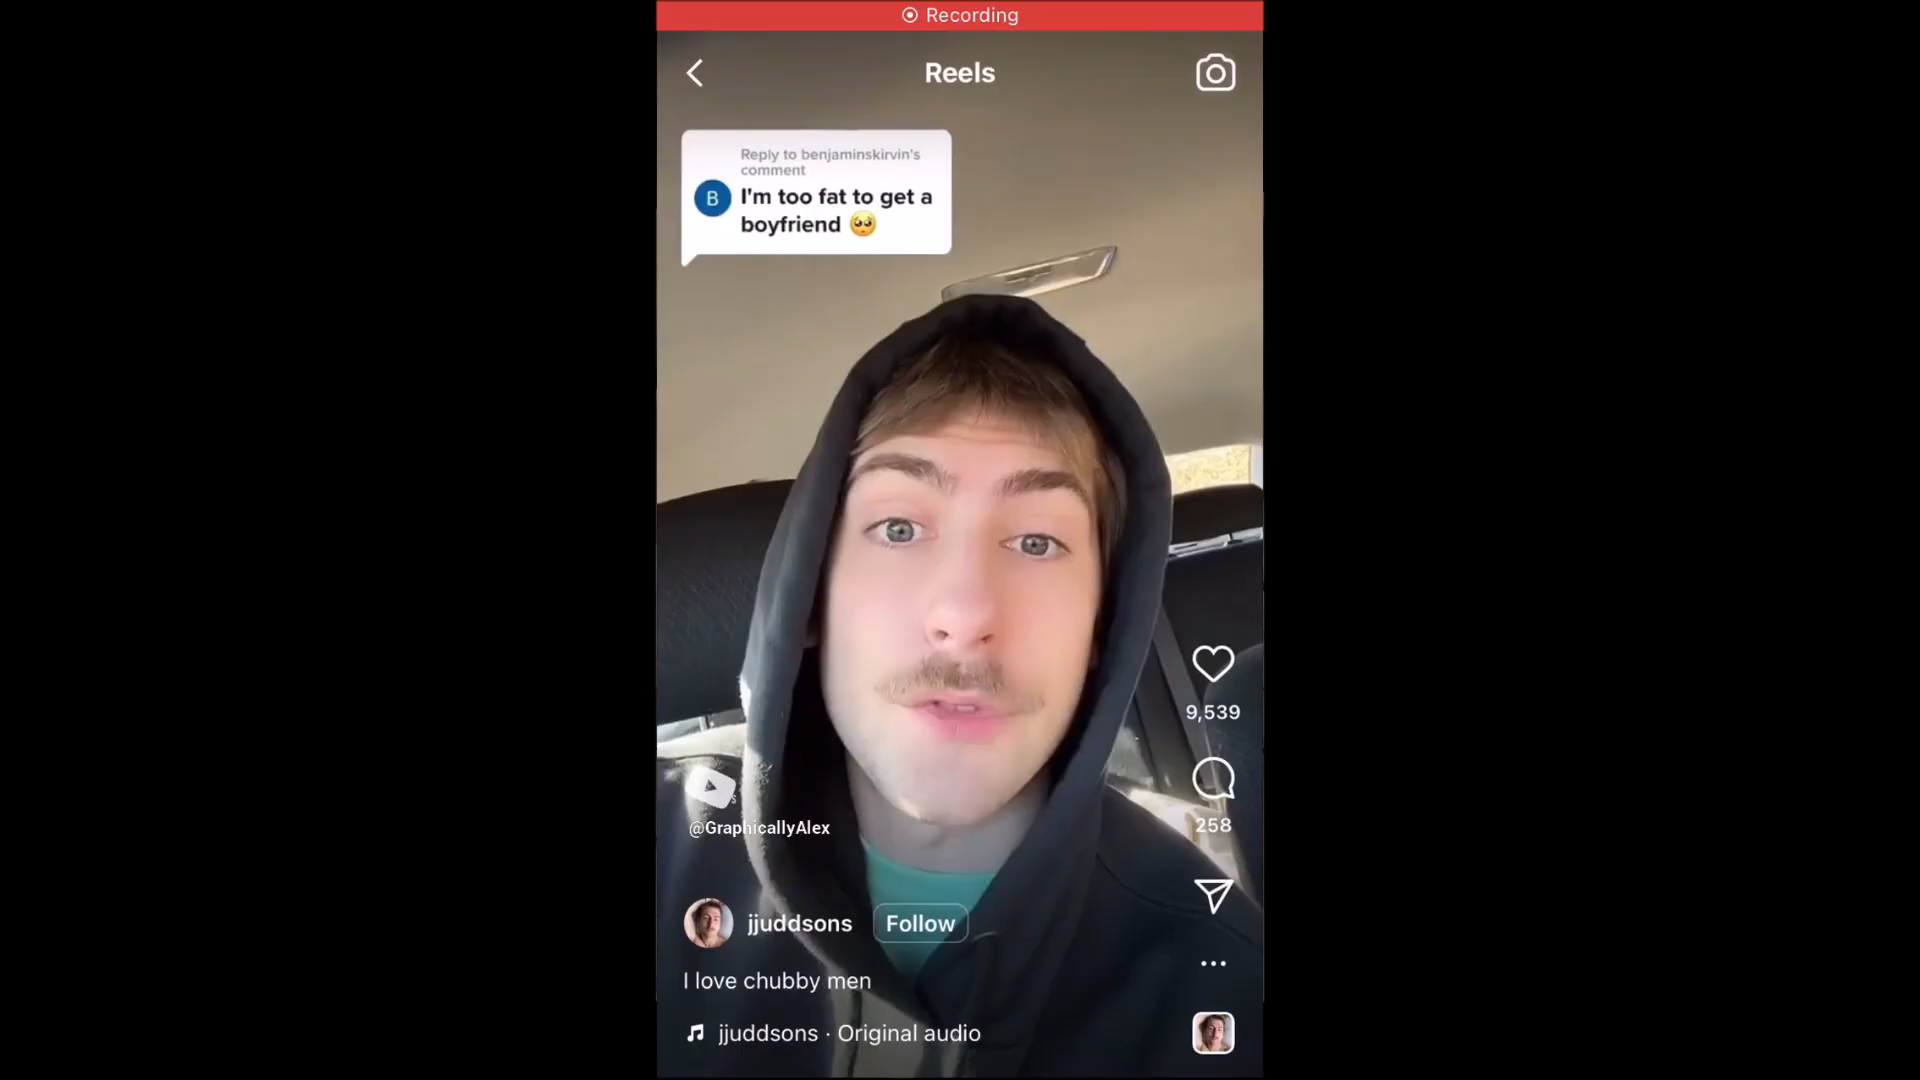 Recording
Reels
Reply to benjaminskirvin's
comment
B
I'm too fat to get a
boyfriend 🥺
9,539
@GraphicallyAlex
258
jjuddsons
Follow
I love chubby men
jjuddsons · Original audio